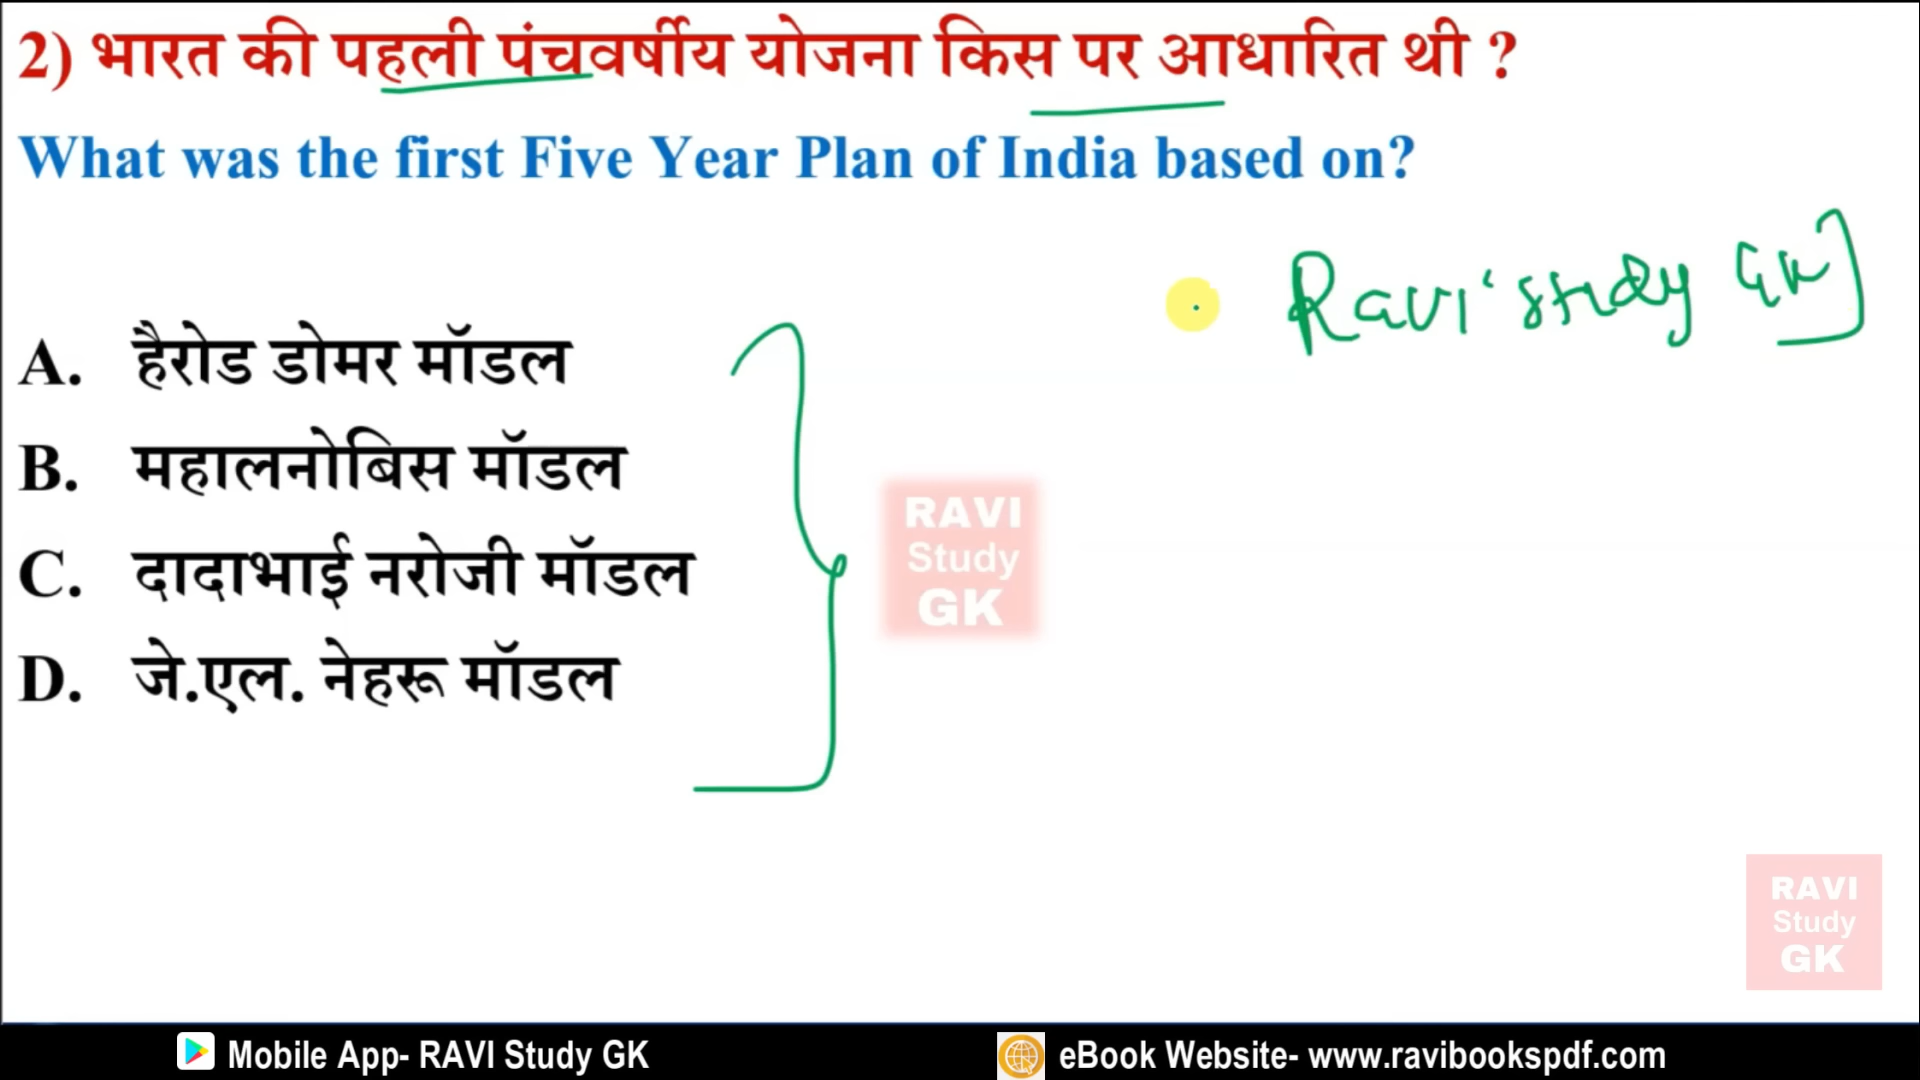 2) भारत की पहली पंचवर्षीय योजना किस पर आधारित थी ?
What was the first Five Year Plan of India based on?
Ravi Study GK
A. हैरोड डोमर मॉडल
B. महालनोबिस मॉडल
C. दादाभाई नरोजी मॉडल
D. जे.एल. नेहरू मॉडल
RAVI
Study
GK
RAVI
Study
GK
Mobile App- RAVI Study GK
eBook Website- www.ravibookspdf.com